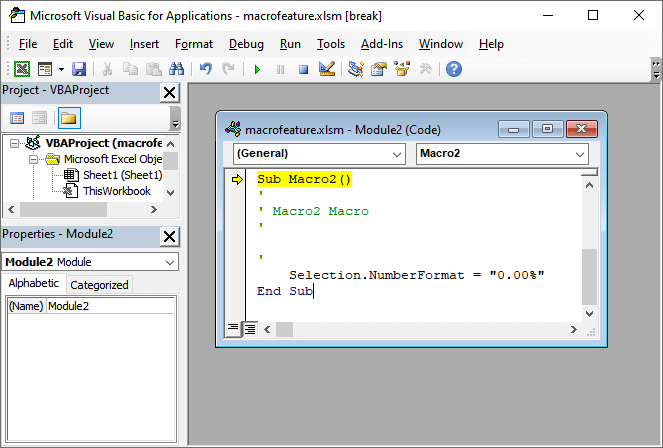 Microsoft Visual Basic for Applications - macrofeature.xlsm [break]
File Edit View Insert Format Debug Run Tools Add-Ins Window Help
Project - VBAProject
VBAProject (macrofe
Microsoft Excel Obje
Sheet1 (Sheet1)
ThisWorkbook
Properties - Module2
Module2 Module
Alphabetic Categorized
(Name) Module2
macrofeature.xlsm - Module2 (Code)
(General) Macro2
Sub Macro2()
'
' Macro2 Macro
'
'
Selection.NumberFormat = "0.00%"
End Sub